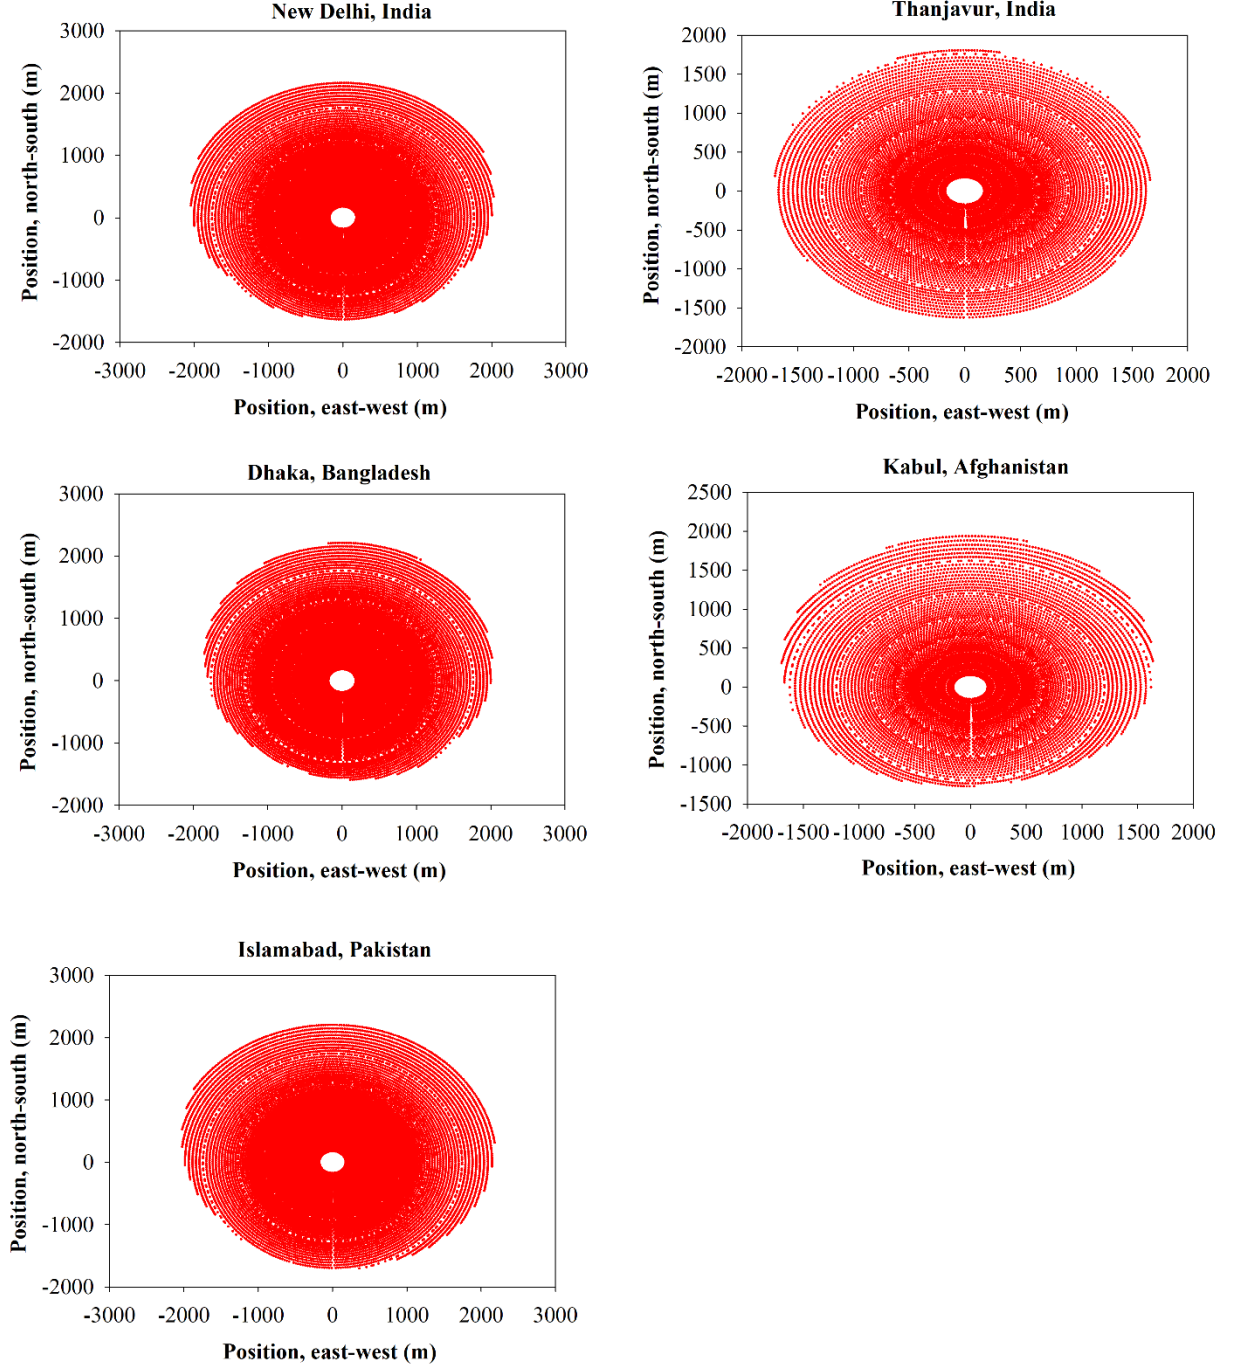 New Delhi, India
3000
2000
1000
0
-1000
-2000
-3000 -2000 -1000 0 1000 2000 3000
Position, north-south (m)
Position, east-west (m)
Thanjavur, India
2000
1500
1000
500
0
-500
-1000
-1500
-2000
-2000 -1500 -1000 -500 0 500 1000 1500 2000
Position, north-south (m)
Position, east-west (m)
Dhaka, Bangladesh
3000
2000
1000
0
-1000
-2000
-3000 -2000 -1000 0 1000 2000 3000
Position, north-south (m)
Position, east-west (m)
Kabul, Afghanistan
2500
2000
1500
1000
500
0
-500
-1000
-1500
-2000 -1500 -1000 -500 0 500 1000 1500 2000
Position, north-south (m)
Position, east-west (m)
Islamabad, Pakistan
3000
2000
1000
0
-1000
-2000
-3000 -2000 -1000 0 1000 2000 3000
Position, north-south (m)
Position, east-west (m)